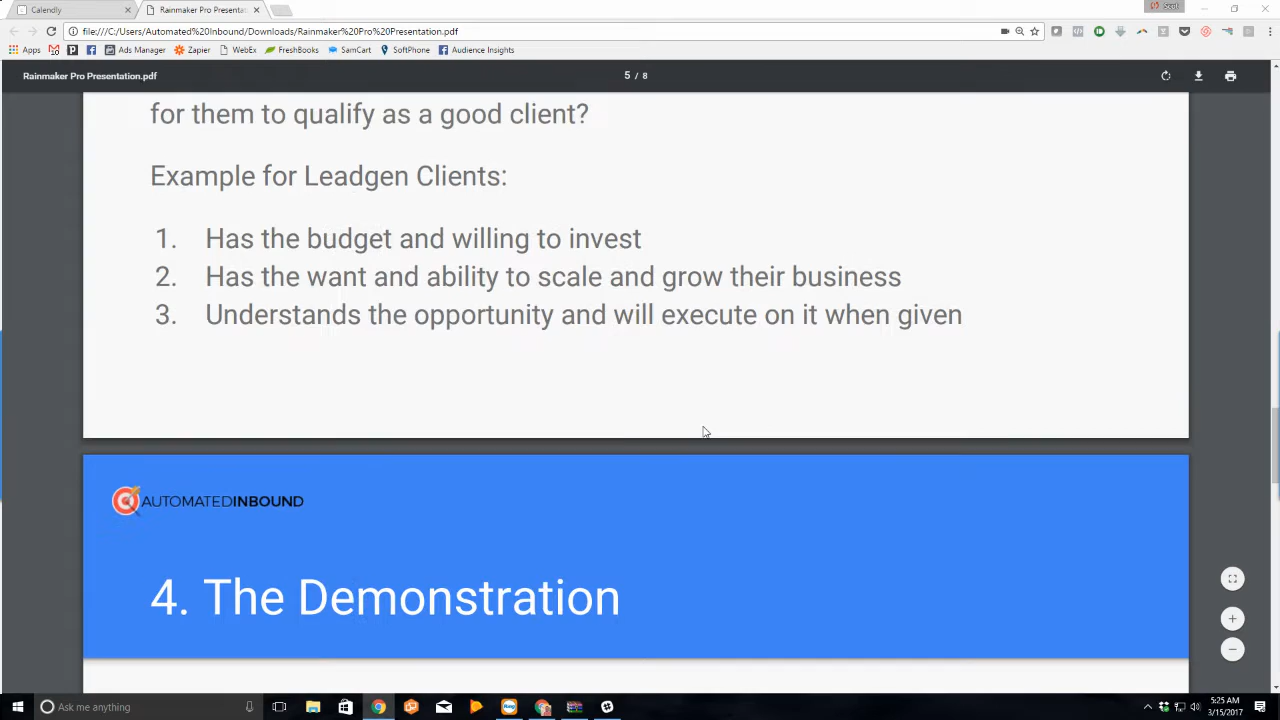 Calendly
Rainmaker Pro Presentat
file:///C:/Users/Automated%20Inbound/Downloads/Rainmaker%20Pro%20Presentation.pdf
Apps
Ads Manager
Zapier
WebEx
FreshBooks
SamCart
SoftPhone
Audience Insights
Rainmaker Pro Presentation.pdf
5 / 8
for them to qualify as a good client?
Example for Leadgen Clients:
1. Has the budget and willing to invest
2. Has the want and ability to scale and grow their business
3. Understands the opportunity and will execute on it when given
AUTOMATEDINBOUND
4. The Demonstration
Ask me anything
5:25 AM
3/15/2017